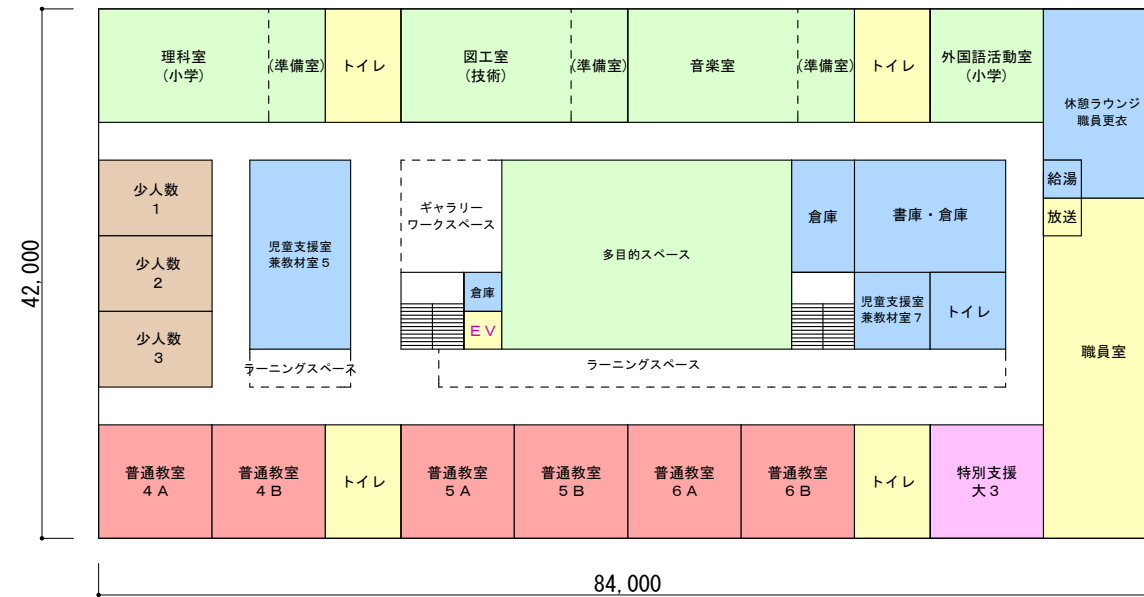 理科室
(小学)
(準備室)
トイレ
図工室
(技術)
(準備室)
音楽室
(準備室)
トイレ
外国語活動室
(小学)
休憩ラウンジ
職員更衣
少人数
1
ギャラリー
ワークスペース
倉庫
書庫・倉庫
給湯
放送
児童支援室
兼教材室5
多目的スペース
少人数
2
42,000
倉庫
児童支援室
兼教材室7
トイレ
EV
少人数
3
職員室
ラーニングスペース
ラーニングスペース
普通教室
4A
普通教室
4B
トイレ
普通教室
5A
普通教室
5B
普通教室
6A
普通教室
6B
トイレ
特別支援
大3
84,000